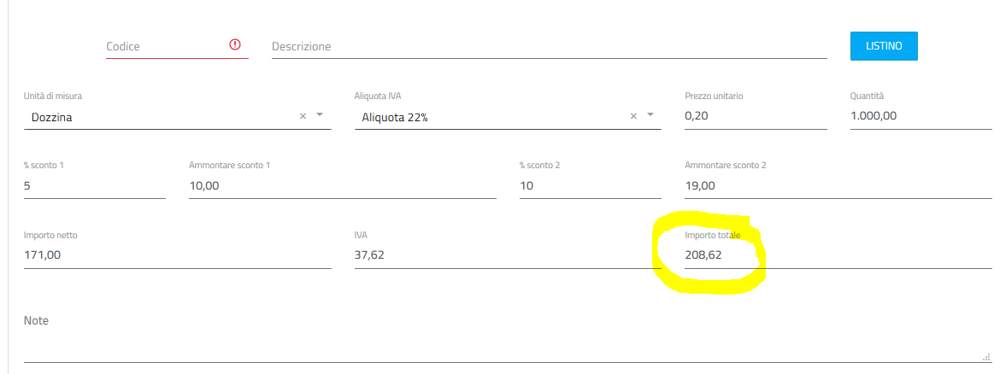 Codice
Descrizione
LISTINO
Unità di misura
Aliquota IVA
Prezzo unitario
Quantità
Dozzina ×
Aliquota 22% ×
0,20
1.000,00
% sconto 1
Ammontare sconto 1
% sconto 2
Ammontare sconto 2
5
10,00
10
19,00
Importo netto
IVA
Importo totale
171,00
37,62
208,62
Note